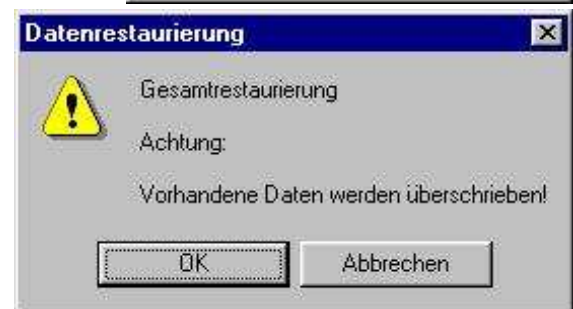 Datenrestaurierung
Gesamtrestaurierung
Achtung:
Vorhandene Daten werden überschrieben!
OK
Abbrechen